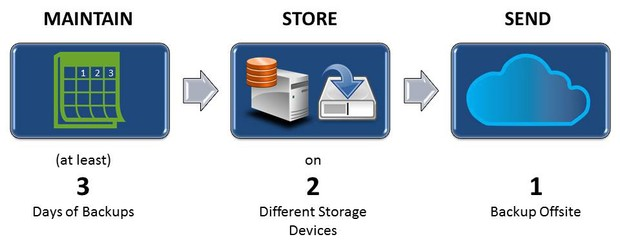 MAINTAIN
STORE
SEND
1 2 3
(at least)
3
Days of Backups
on
2
Different Storage
Devices
1
Backup Offsite